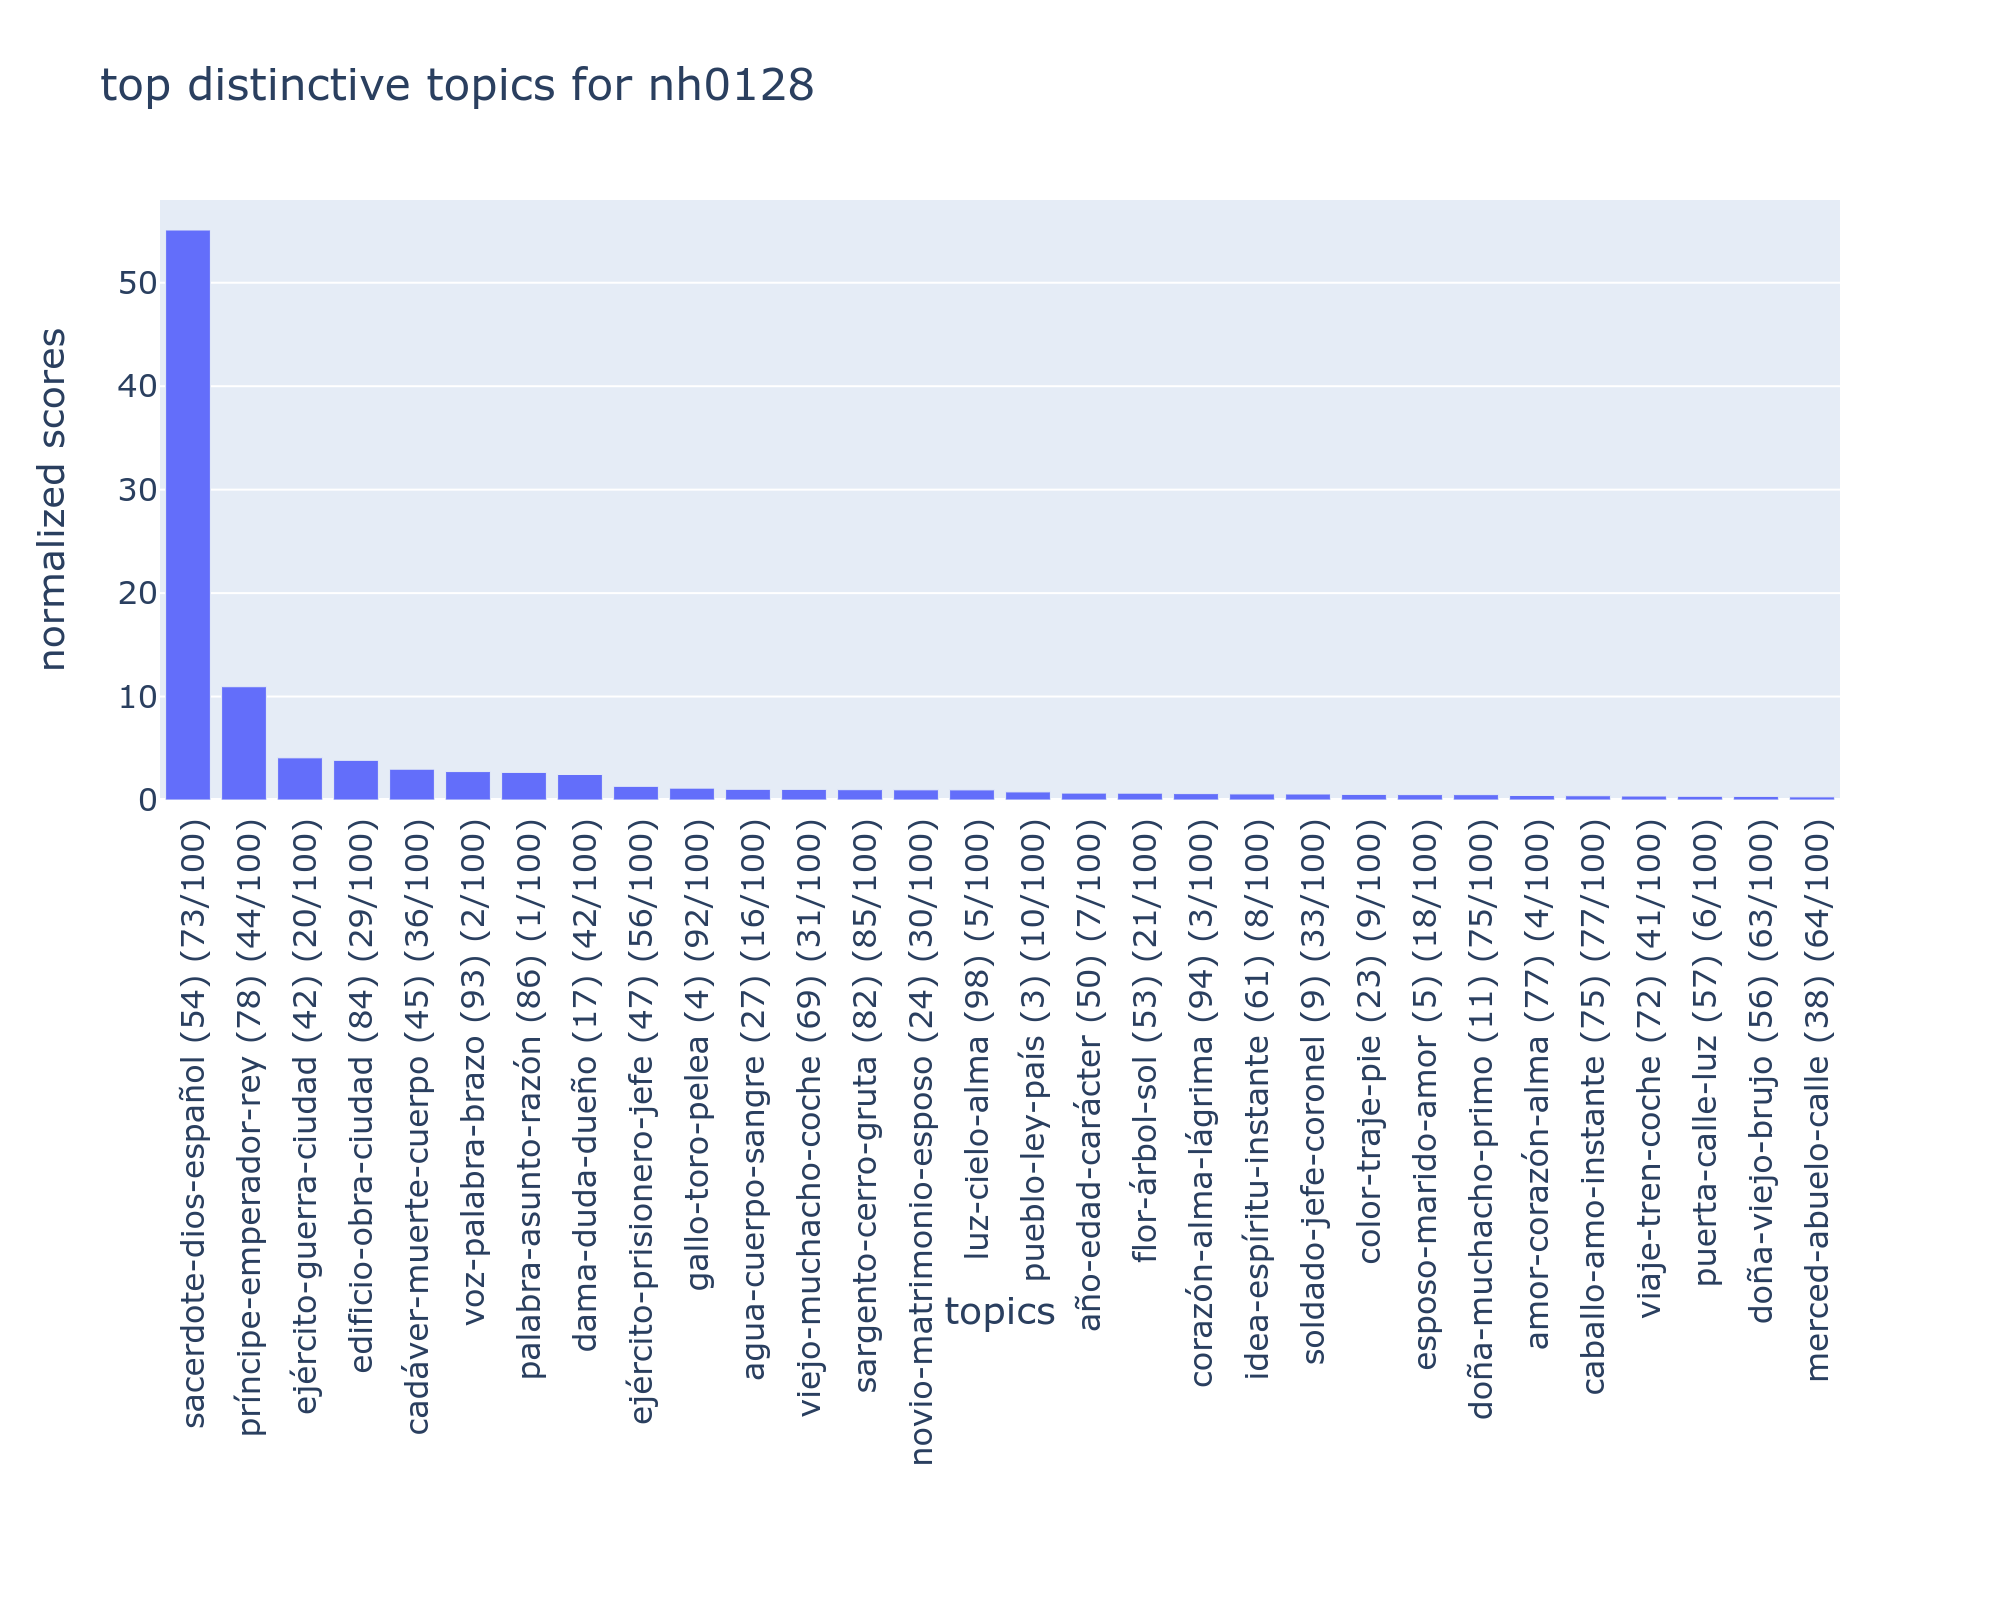 top distinctive topics for nh0128
normalized scores
50
40
30
20
10
0
sacerdote-dios-español (54) (73/100)
príncipe-emperador-rey (78) (44/100)
ejército-guerra-ciudad (42) (20/100)
edificio-obra-ciudad (84) (29/100)
cadáver-muerte-cuerpo (45) (36/100)
voz-palabra-brazo (93) (2/100)
palabra-asunto-razón (86) (1/100)
dama-duda-dueño (17) (42/100)
ejército-prisionero-jefe (47) (56/100)
gallo-toro-pelea (4) (92/100)
agua-cuerpo-sangre (27) (16/100)
viejo-muchacho-coche (69) (31/100)
sargento-cerro-gruta (82) (85/100)
novio-matrimonio-esposo (24) (30/100)
luz-cielo-alma (98) (5/100)
pueblo-ley-país (3) (10/100)
año-edad-carácter (50) (7/100)
flor-árbol-sol (53) (21/100)
corazón-alma-lágrima (94) (3/100)
idea-espíritu-instante (61) (8/100)
soldado-jefe-coronel (9) (33/100)
color-traje-pie (23) (9/100)
esposo-marido-amor (5) (18/100)
doña-muchacho-primo (11) (75/100)
amor-corazón-alma (77) (4/100)
caballo-amo-instante (75) (77/100)
viaje-tren-coche (72) (41/100)
puerta-calle-luz (57) (6/100)
doña-viejo-brujo (56) (63/100)
merced-abuelo-calle (38) (64/100)
topics